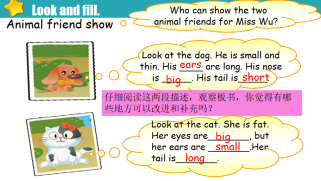 Look and fill.
Animal friend show
Who can show the two
animal friends for Miss Wu?
Look at the dog. He is small and
thin. His ears are long. His nose
is big. His tail is short
仔细阅读这两段描述，观察板书，你觉得有哪
些地方可以改进和补充吗？
Look at the cat. She is fat.
Her eyes are big, but
her ears are small.Her
tail is long.